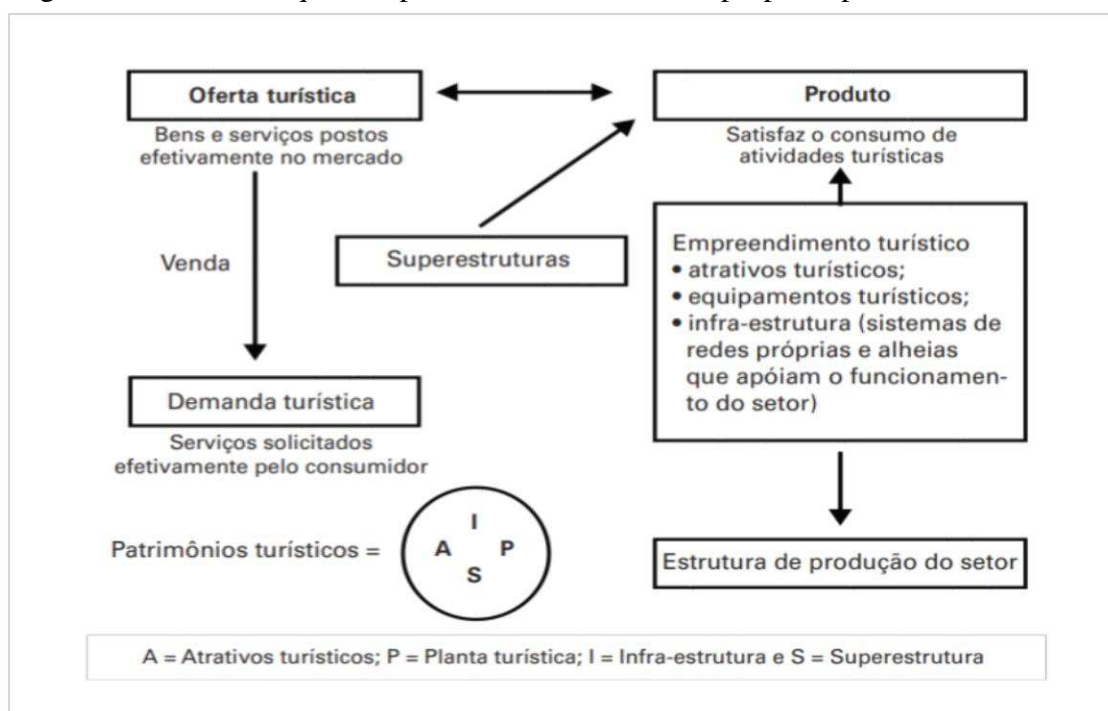 Oferta turística
Bens e serviços postos
efetivamente no mercado
Produto
Satisfaz o consumo de
atividades turísticas
Venda
Superestruturas
Empreendimento turístico
• atrativos turísticos;
• equipamentos turísticos;
• infra-estrutura (sistemas de
redes próprias e alheias
que apóiam o funcionamen-
to do setor)
Demanda turística
Serviços solicitados
efetivamente pelo consumidor
Patrimônios turísticos =
I
A P
S
Estrutura de produção do setor
A = Atrativos turísticos; P = Planta turística; I = Infra-estrutura e S = Superestrutura